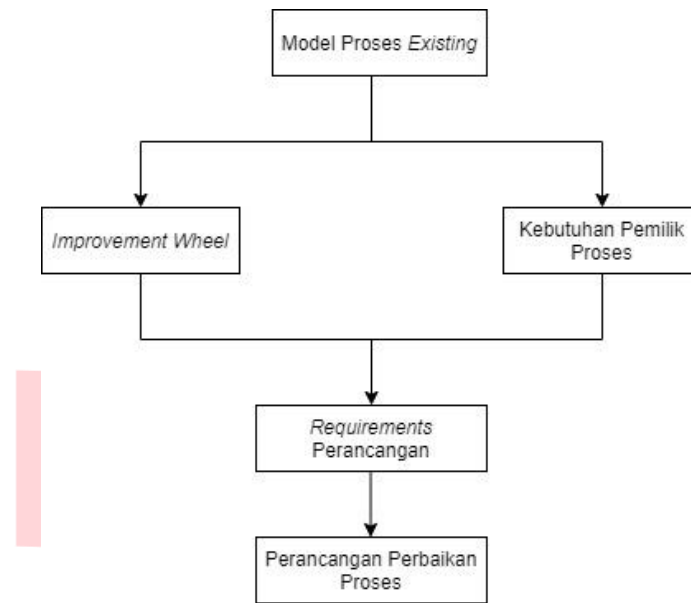 Model Proses Existing
Improvement Wheel
Kebutuhan Pemilik
Proses
Requirements
Perancangan
Perancangan Perbaikan
Proses